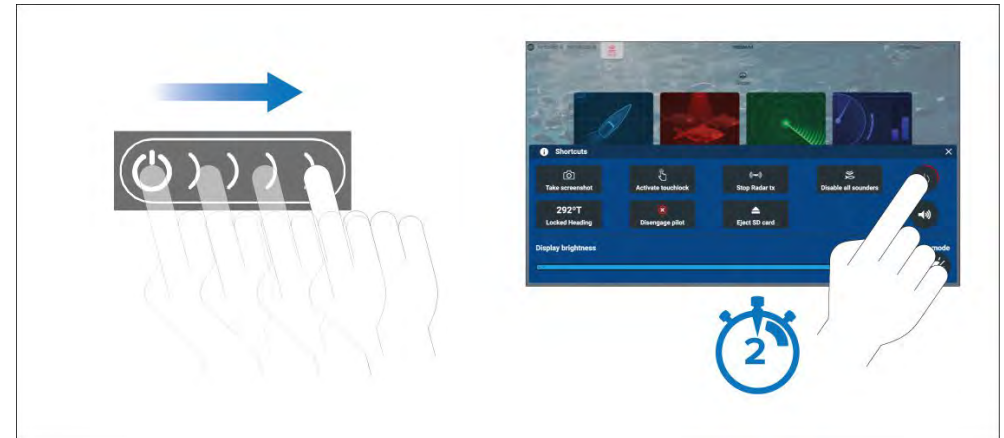 Shortcuts
Take screenshot
Activate touchlock
Stop Radar tx
Disable all sounders
292°T
Locked Heading
Disengage pilot
Eject SD card
Display brightness
mode
2